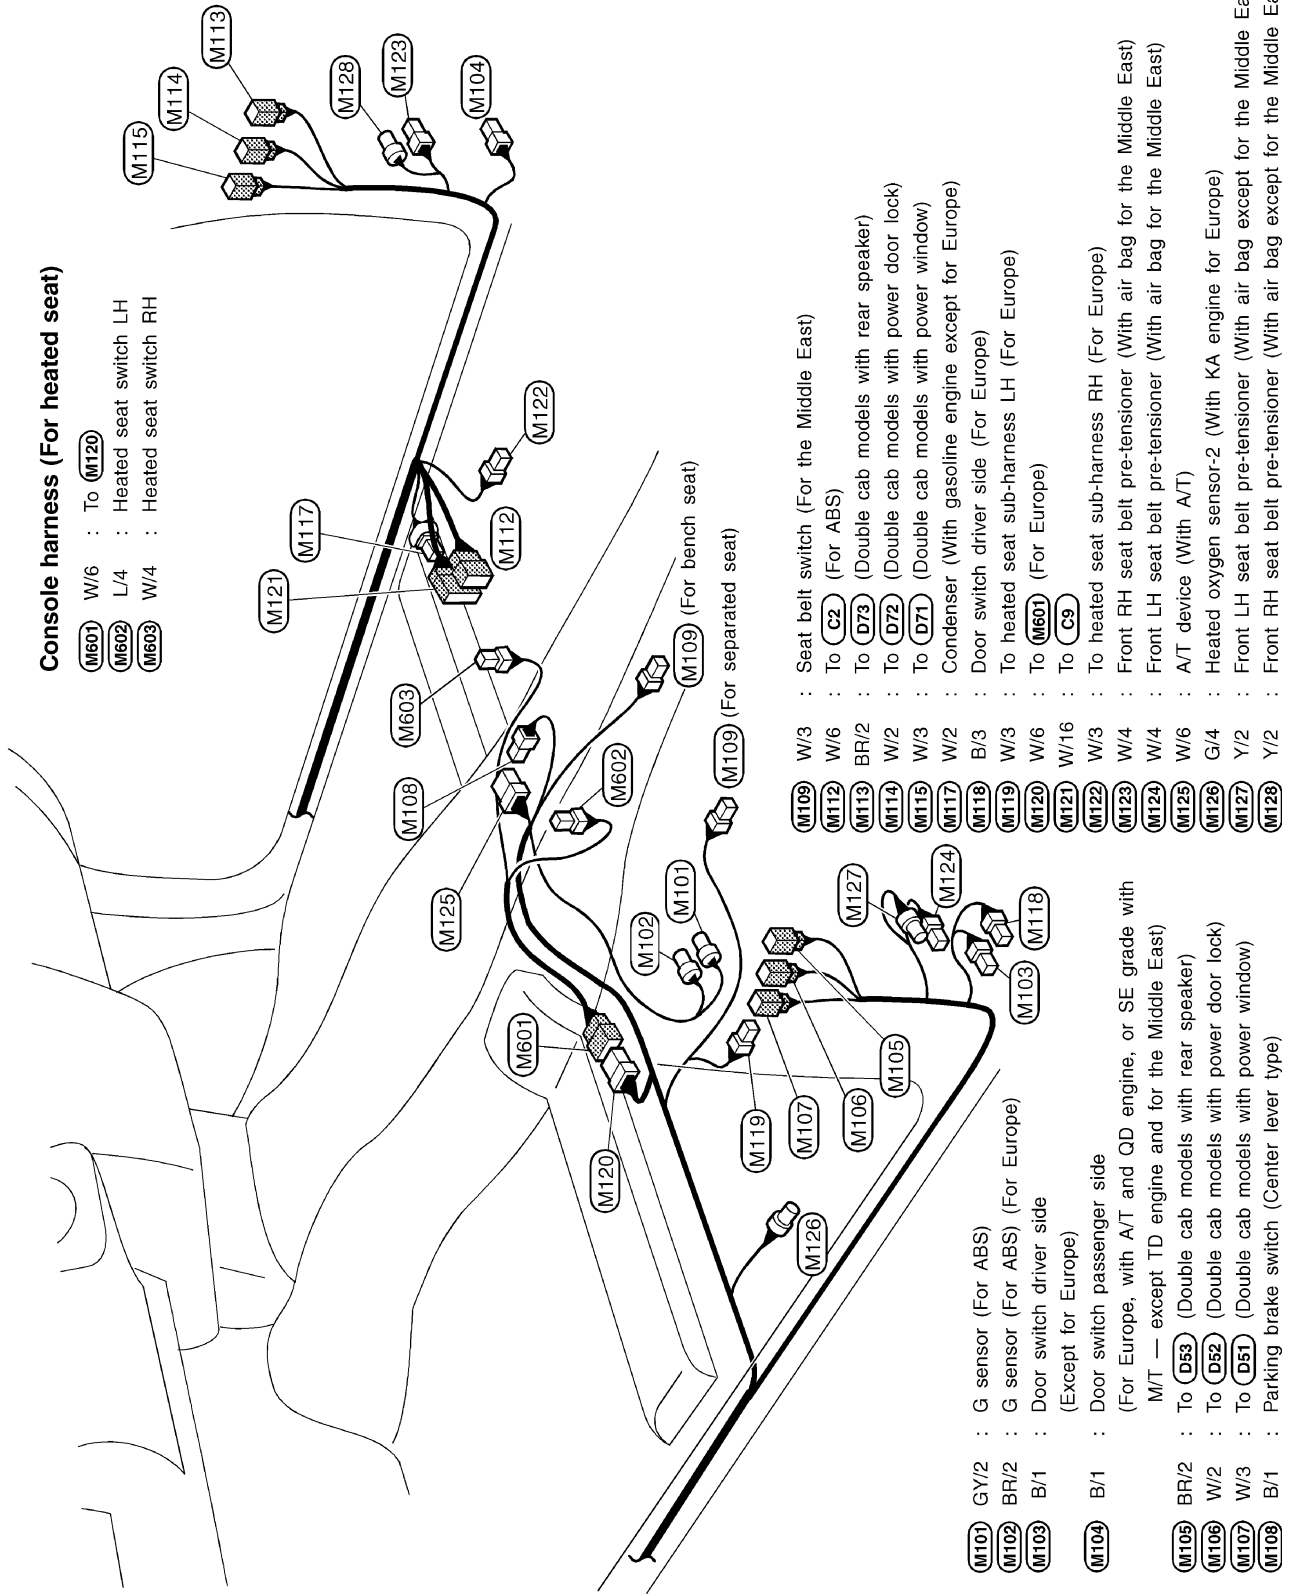 Console harness (For heated seat)
M601 W/6 : To M120
M602 L/4 : Heated seat switch LH
M603 W/4 : Heated seat switch RH
M115
M114
M113
M128
M123
M104
M117
M121
M122
M112
M603
M108
M109 (For bench seat)
M602
M109 (For separated seat)
M125
M101
M102
M127
M124
M118
M103
M601
M105
M106
M107
M119
M120
M126
M101 GY/2 : G sensor (For ABS)
M102 BR/2 : G sensor (For ABS) (For Europe)
M103 B/1 : Door switch driver side
(Except for Europe)
M104 B/1 : Door switch passenger side
(For Europe, with A/T and QD engine, or SE grade with
M/T — except TD engine and for the Middle East)
M105 BR/2 : To D53 (Double cab models with rear speaker)
M106 W/2 : To D52 (Double cab models with power door lock)
M107 W/3 : To D51 (Double cab models with power window)
M108 B/1 : Parking brake switch (Center lever type)
M109 W/3 : Seat belt switch (For the Middle East)
M112 W/6 : To C2 (For ABS)
M113 BR/2 : To D73 (Double cab models with rear speaker)
M114 W/2 : To D72 (Double cab models with power door lock)
M115 W/3 : To D71 (Double cab models with power window)
M117 W/2 : Condenser (With gasoline engine except for Europe)
M118 B/3 : Door switch driver side (For Europe)
M119 W/3 : To heated seat sub-harness LH (For Europe)
M120 W/6 : To M601 (For Europe)
M121 W/16 : To C9
M122 W/3 : To heated seat sub-harness RH (For Europe)
M123 W/4 : Front RH seat belt pre-tensioner (With air bag for the Middle East)
M124 W/4 : Front LH seat belt pre-tensioner (With air bag for the Middle East)
M125 W/6 : A/T device (With A/T)
M126 G/4 : Heated oxygen sensor-2 (With KA engine for Europe)
M127 Y/2 : Front LH seat belt pre-tensioner (With air bag except for the Middle Ea
M128 Y/2 : Front RH seat belt pre-tensioner (With air bag except for the Middle Ea